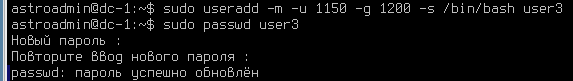 astroadmin@dc-1:~$ sudo useradd -m -u 1150 -g 1200 -s /bin/bash user3
astroadmin@dc-1:~$ sudo passwd user3
Новый пароль :
Повторите ввод нового пароля :
passwd: пароль успешно обновлён